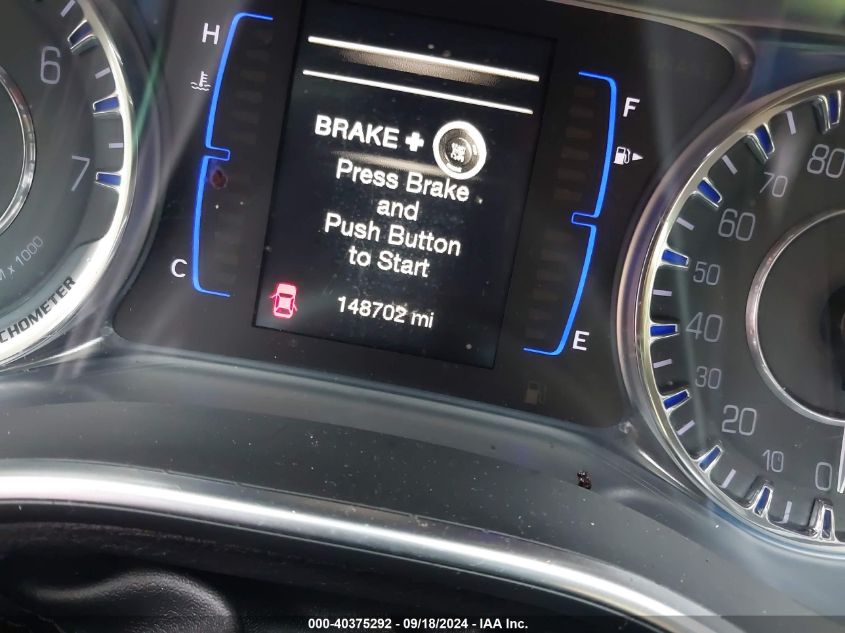 H
C
6
7
M x 1000
CHOMETER
BRAKE +
Press Brake
and
Push Button
to Start
148702 mi
F
E
80
70
60
50
40
30
20
10
0
000-40375292 - 09/18/2024 - IAA Inc.